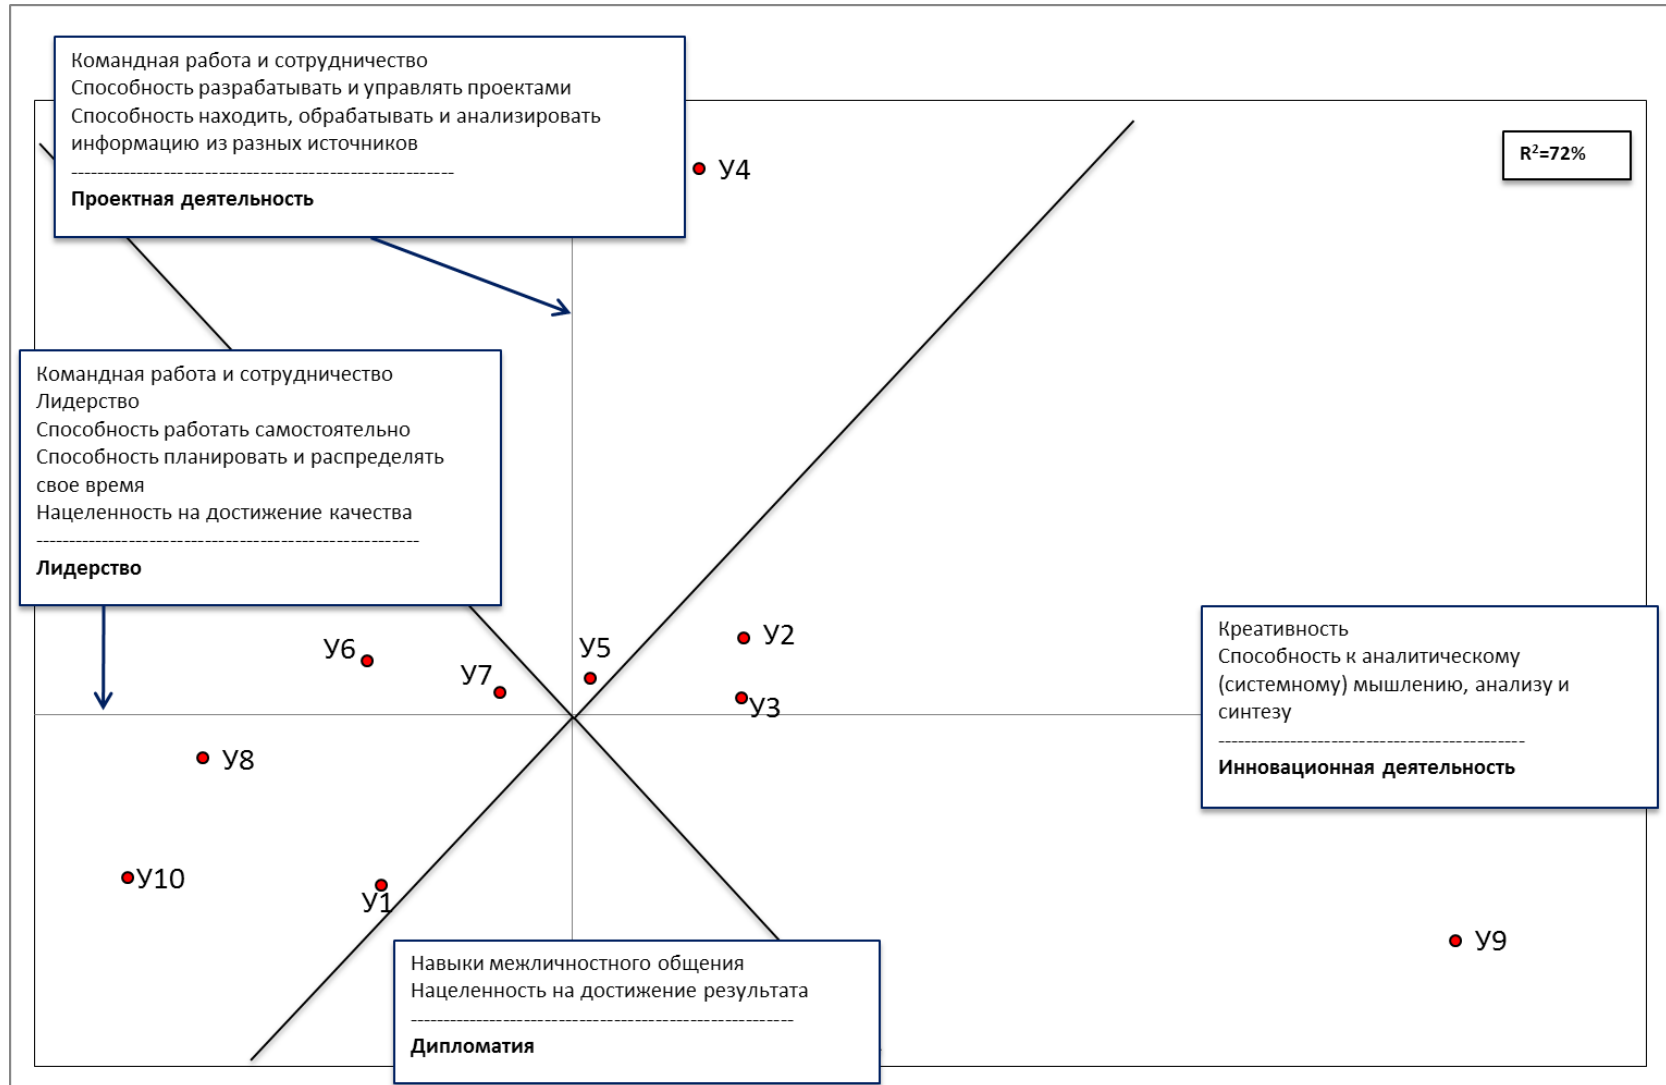 Командная работа и сотрудничество
Способность разрабатывать и управлять проектами
Способность находить, обрабатывать и анализировать
информацию из разных источников
----------------------------------------------------------
Проектная деятельность
R²=72%
У4
Командная работа и сотрудничество
Лидерство
Способность работать самостоятельно
Способность планировать и распределять
свое время
Нацеленность на достижение качества
----------------------------------------------------------
Лидерство
У6
У7
У5
У2
У3
Креативность
Способность к аналитическому
(системному) мышлению, анализу и
синтезу
-----------------------------------------------
Инновационная деятельность
У8
У10
У1
У9
Навыки межличностного общения
Нацеленность на достижение результата
----------------------------------------------------------
Дипломатия